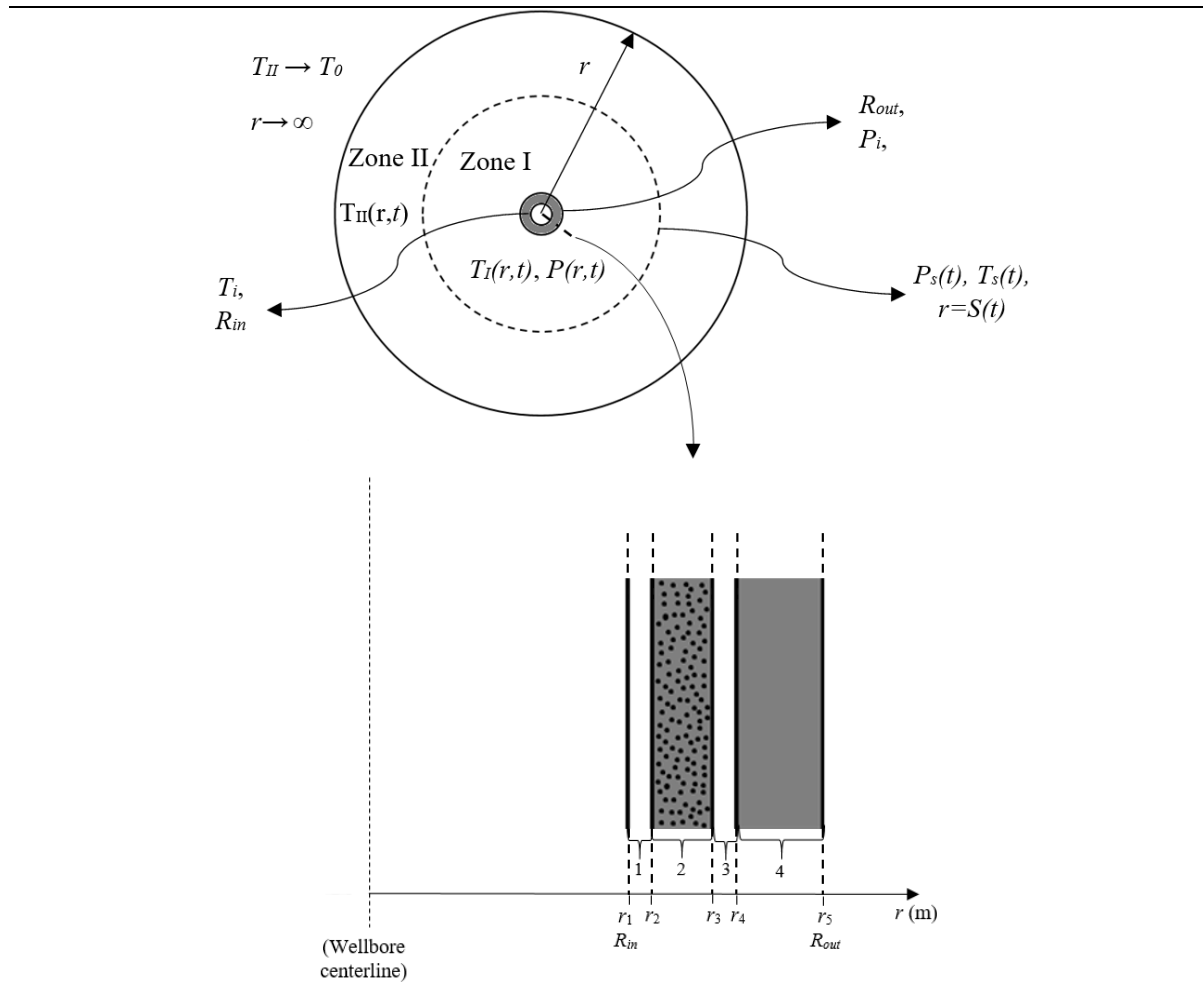 T_II → T_0
r→ ∞
r
R_out,
P_i,
Zone II
Zone I
T_II(r,t)
T_I(r,t), P(r,t)
T_i,
R_in
P_s(t), T_s(t),
r=S(t)
1
2
3
4
r_1
r_2
r_3
r_4
r_5
r (m)
R_in
R_out
(Wellbore
centerline)